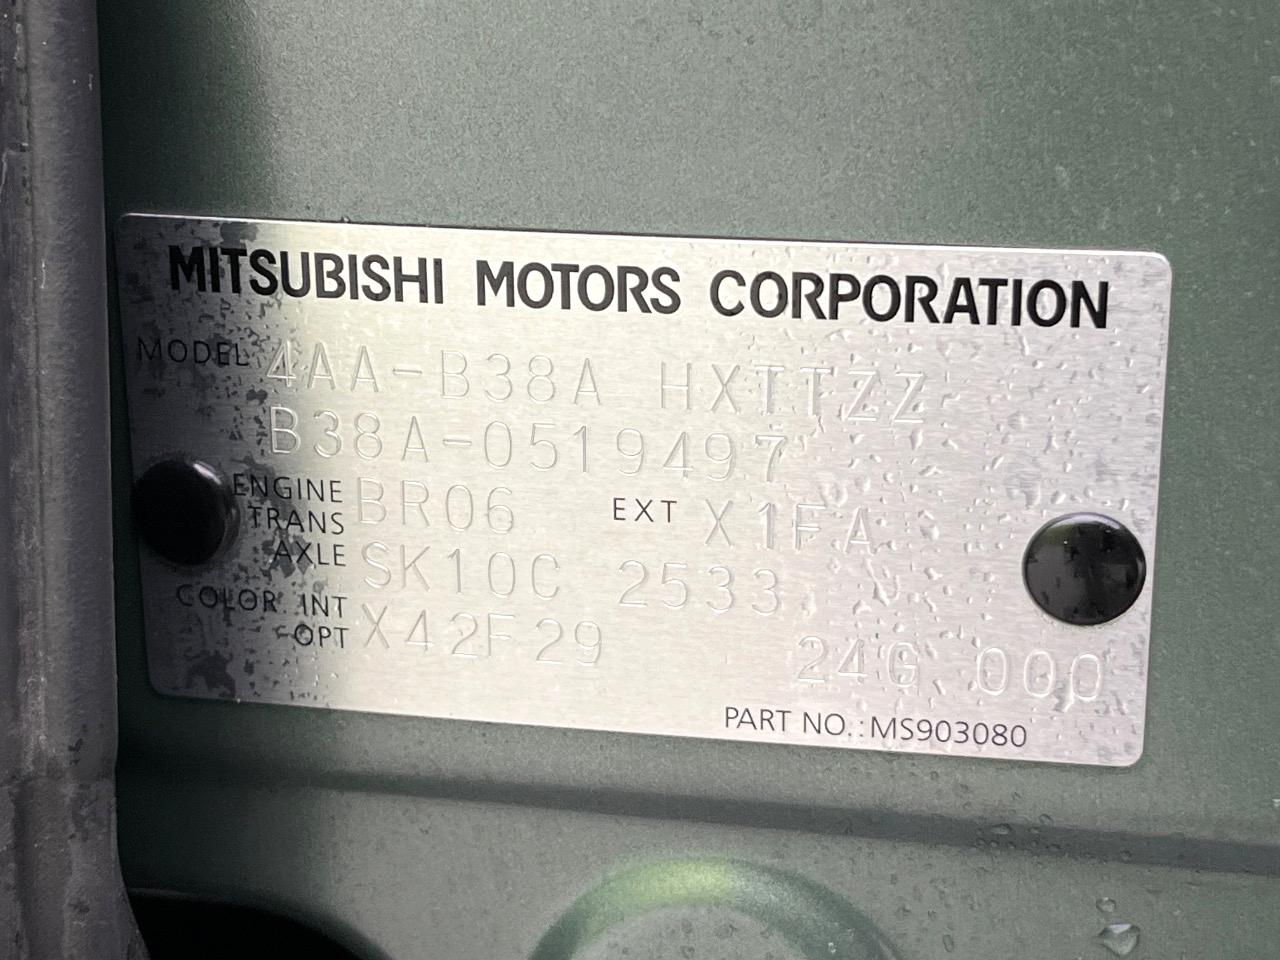 MITSUBISHI MOTORS CORPORATION
MODEL 4AA-B38A HXTTZZ
B38A-0519497
ENGINE BR06 EXT X1FA
TRANS
AXLE SK10C 2533
COLOR INT
OPT X42F29 24G 000
PART NO.:MS903080